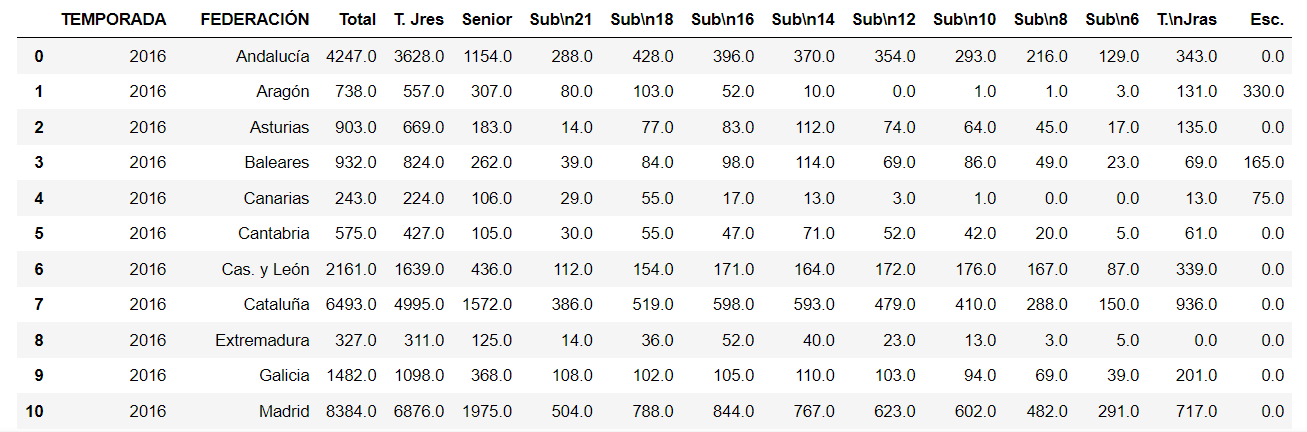 TEMPORADA FEDERACIÓN Total T. Jres Senior Sub\n21 Sub\n18 Sub\n16 Sub\n14 Sub\n12 Sub\n10 Sub\n8 Sub\n6 T.\nJras Esc.
0 2016 Andalucía 4247.0 3628.0 1154.0 288.0 428.0 396.0 370.0 354.0 293.0 216.0 129.0 343.0 0.0
1 2016 Aragón 738.0 557.0 307.0 80.0 103.0 52.0 10.0 0.0 1.0 1.0 3.0 131.0 330.0
2 2016 Asturias 903.0 669.0 183.0 14.0 77.0 83.0 112.0 74.0 64.0 45.0 17.0 135.0 0.0
3 2016 Baleares 932.0 824.0 262.0 39.0 84.0 98.0 114.0 69.0 86.0 49.0 23.0 69.0 165.0
4 2016 Canarias 243.0 224.0 106.0 29.0 55.0 17.0 13.0 3.0 1.0 0.0 0.0 13.0 75.0
5 2016 Cantabria 575.0 427.0 105.0 30.0 55.0 47.0 71.0 52.0 42.0 20.0 5.0 61.0 0.0
6 2016 Cas. y León 2161.0 1639.0 436.0 112.0 154.0 171.0 164.0 172.0 176.0 167.0 87.0 339.0 0.0
7 2016 Cataluña 6493.0 4995.0 1572.0 386.0 519.0 598.0 593.0 479.0 410.0 288.0 150.0 936.0 0.0
8 2016 Extremadura 327.0 311.0 125.0 14.0 36.0 52.0 40.0 23.0 13.0 3.0 5.0 0.0 0.0
9 2016 Galicia 1482.0 1098.0 368.0 108.0 102.0 105.0 110.0 103.0 94.0 69.0 39.0 201.0 0.0
10 2016 Madrid 8384.0 6876.0 1975.0 504.0 788.0 844.0 767.0 623.0 602.0 482.0 291.0 717.0 0.0